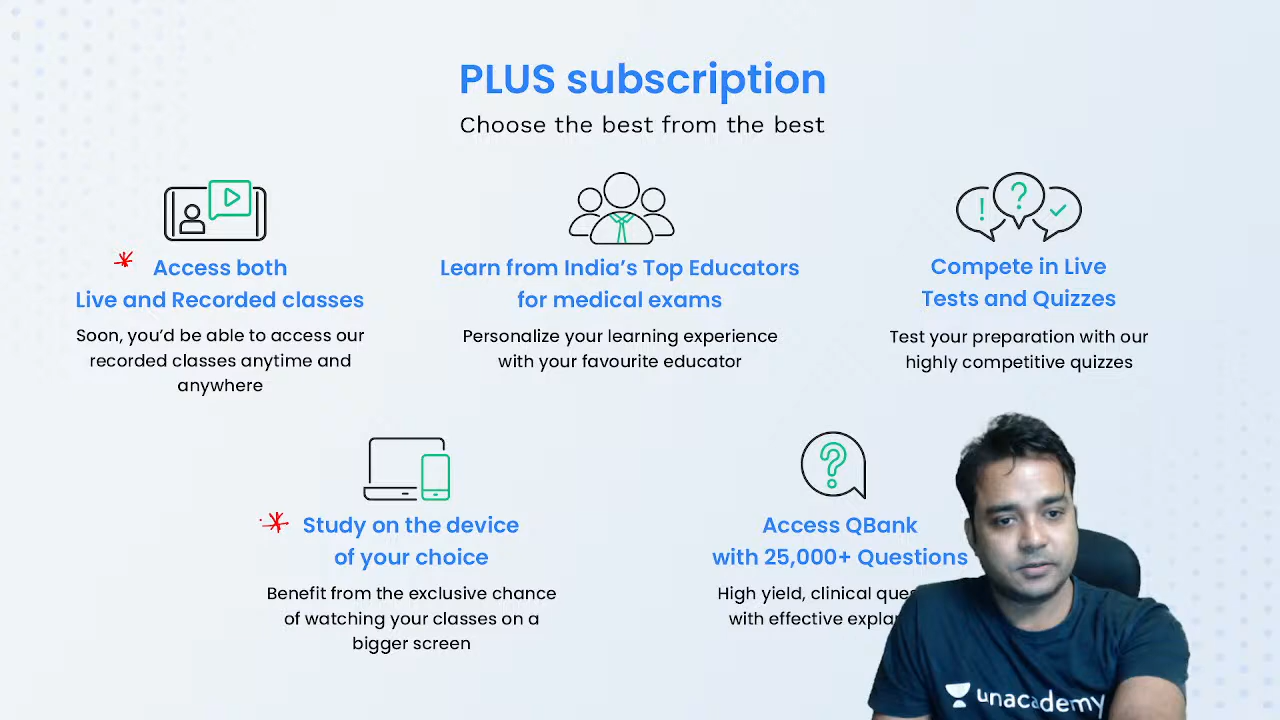 PLUS subscription
Choose the best from the best
Access both
Live and Recorded classes
Soon, you'd be able to access our
recorded classes anytime and
anywhere
Learn from India's Top Educators
for medical exams
Personalize your learning experience
with your favourite educator
Compete in Live
Tests and Quizzes
Test your preparation with our
highly competitive quizzes
Study on the device
of your choice
Benefit from the exclusive chance
of watching your classes on a
bigger screen
Access QBank
with 25,000+ Questions
High yield, clinical
with effective
unacademy